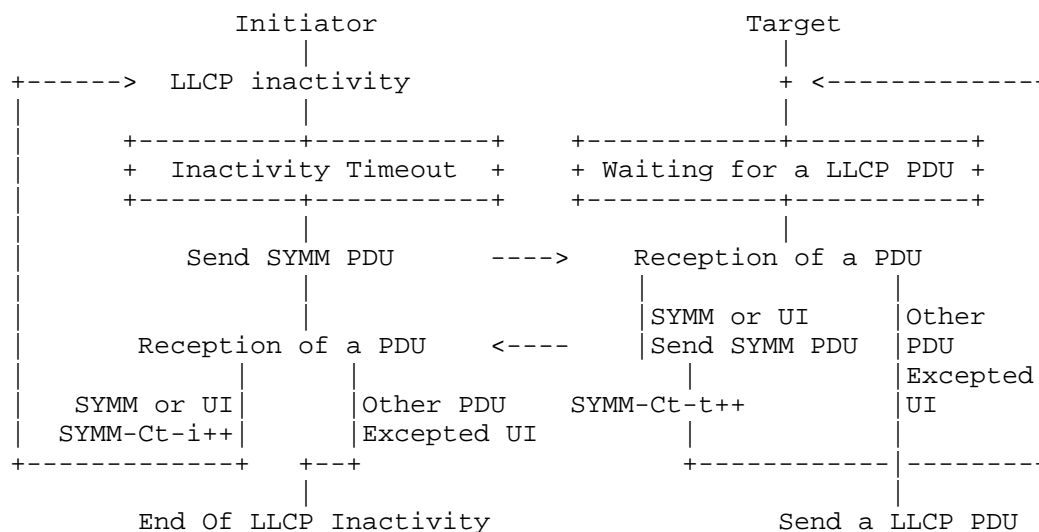 Initiator Target
LLCP inactivity
Inactivity Timeout Waiting for a LLCP PDU
Send SYMM PDU Reception of a PDU
SYMM or UI Other
Reception of a PDU Send SYMM PDU PDU
Excepted
SYMM or UI Other PDU SYMM-Ct-t++ UI
SYMM-Ct-i++ Excepted UI
End Of LLCP Inactivity Send a LLCP PDU